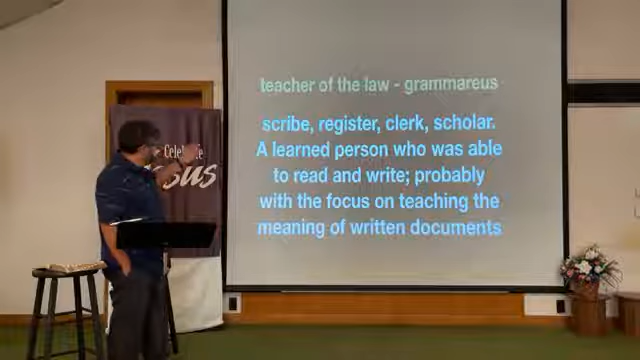 teacher of the law - grammareus
scribe, register, clerk, scholar.
A learned person who was able
to read and write; probably
with the focus on teaching the
meaning of written documents
Celebrate